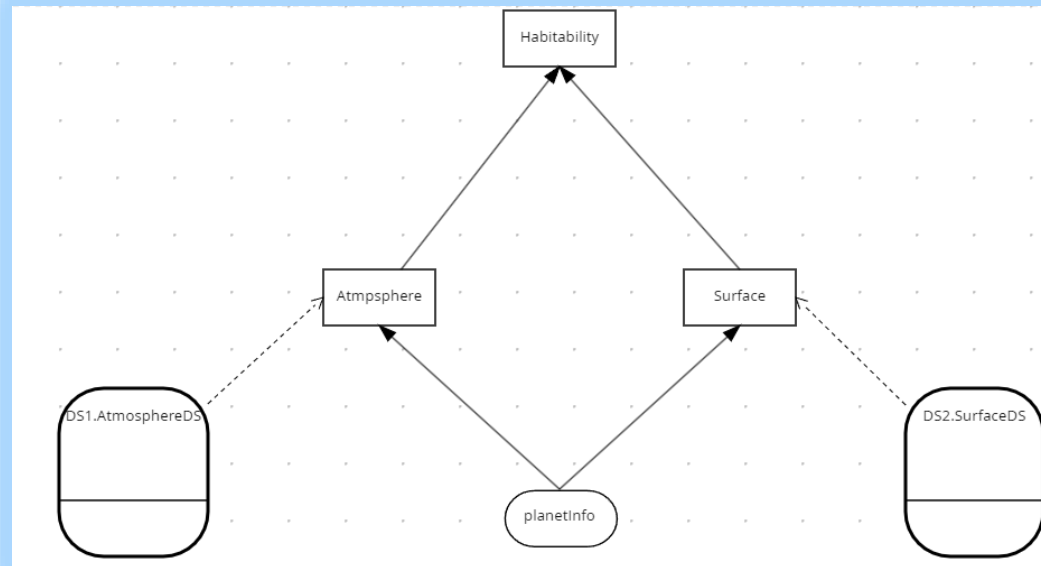 Habitability
Atmpsphere
Surface
DS1.AtmosphereDS
DS2.SurfaceDS
planetInfo